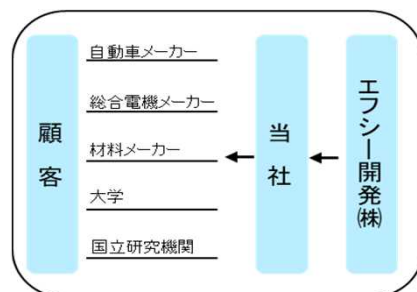 顧客
自動車メーカー
総合電機メーカー
材料メーカー
大学
国立研究機関
当社
エフシー開発㈱